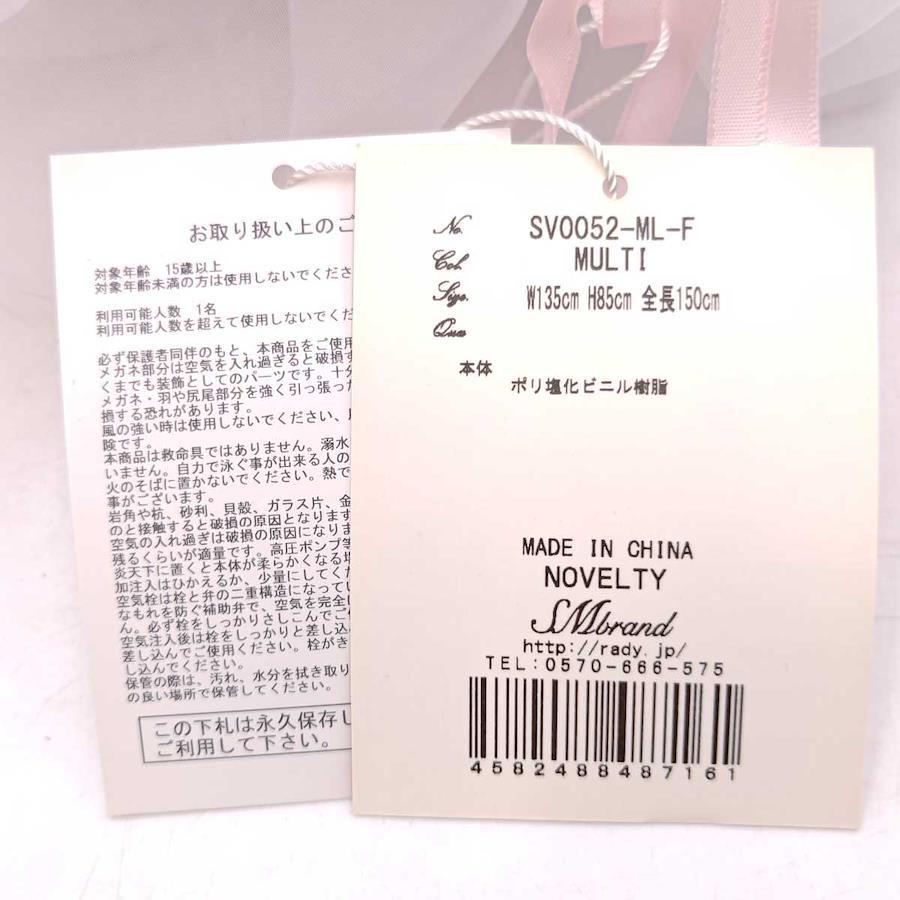 お取り扱い上のご
対象年齢 15歳以上
対象年齢未満の方は使用しないでくださ
利用可能人数 1名
利用可能人数を超えて使用しないでくだ
必ず保護者同伴のもと、本商品をご使用
メガネ部分は空気を入れ過ぎると破損す
くまでも装飾としてのパーツです。十分
メガネ・羽や尻尾部分を強く引っ張った
損する恐れがあります。
風の強い時は使用しないでください、
険です。
本商品は救命具ではありません。溺水
いません。自力で泳ぐ事が出来る人の
火のそばに置かないでください。熱で
事がございます。
岩角や杭、砂利、貝殻、ガラス片、金
のと接触すると破損の原因となります
空気の入れ過ぎは破損の原因になりま
残るくらいが適量です。高圧ポンプ等
炎天下に置くと本体が柔らかくなる場
加注入はひかえるか、少量にしてくだ
空気栓は栓と弁の二重構造になってい
なもれを防ぐ補助弁で、空気を完全
ん。必ず栓をしっかりさしこんでご
空気注入後は栓をしっかりと差し込
差し込んでご使用ください。栓がき
し込んでください。
保管の際は、汚れ、水分を拭き取り
の良い場所で保管してください。
この下札は永久保存し
ご利用して下さい。
No. SV0052-ML-F
Col. MULTI
Size. W135cm H85cm 全長150cm
Qua
本体
ポリ塩化ビニル樹脂
MADE IN CHINA
NOVELTY
SMbrand
http://rady.jp/
TEL:0570-666-575
4582488487161